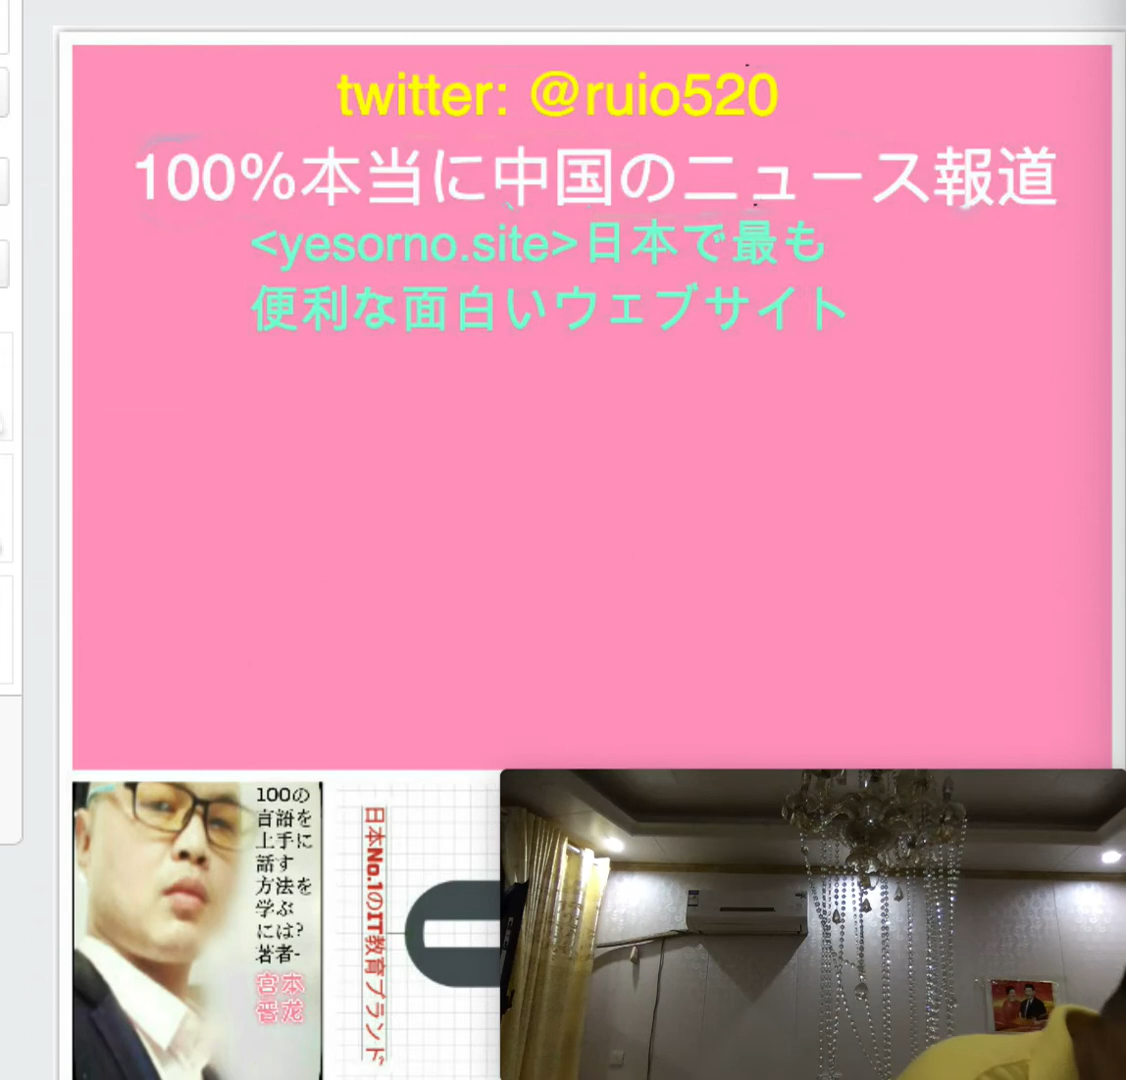 twitter: @ruio520
100%本当に中国のニュース報道
<yesorno.site>日本で最も
便利な面白いウェブサイト
100の
言語を
上手に
話す
方法を
学ぶ
には?
著者-
宫本
晋龙
日本No.1のIT教育ブランド